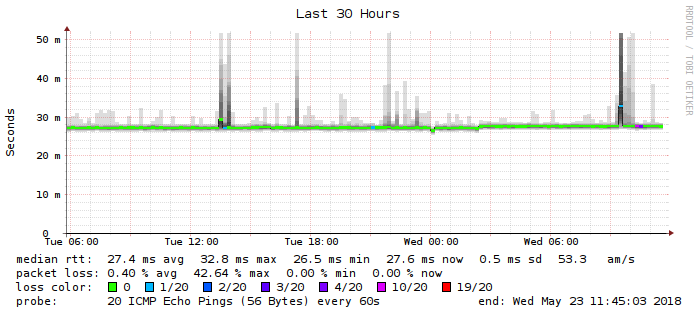 Last 30 Hours
RRDTOOL / TOBI OETIKER
Seconds
50 m
40 m
30 m
20 m
10 m
0
Tue 06:00 Tue 12:00 Tue 18:00 Wed 00:00 Wed 06:00
median rtt: 27.4 ms avg 32.8 ms max 26.5 ms min 27.6 ms now 0.5 ms sd 53.3 am/s
packet loss: 0.40 % avg 42.64 % max 0.00 % min 0.00 % now
loss color: 0 1/20 2/20 3/20 4/20 10/20 19/20
probe: 20 ICMP Echo Pings (56 Bytes) every 60s end: Wed May 23 11:45:03 2018